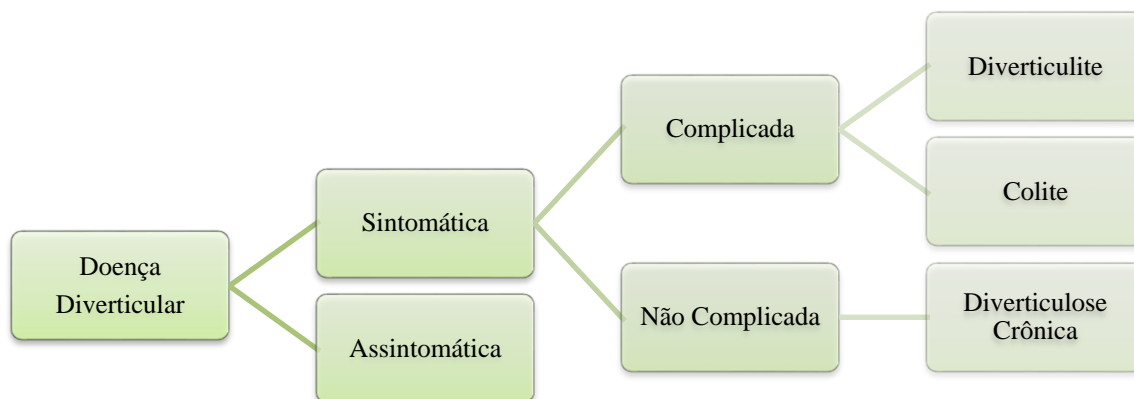 Doença
Diverticular
Sintomática
Assintomática
Complicada
Não Complicada
Diverticulite
Colite
Diverticulose
Crônica